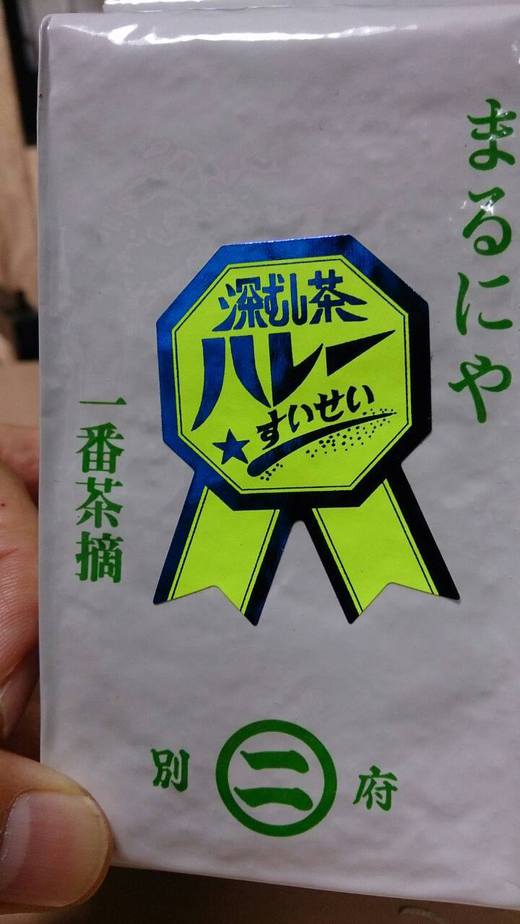 まるにや
深むし茶
ハレー
すいせい
一番茶摘
別 二 府